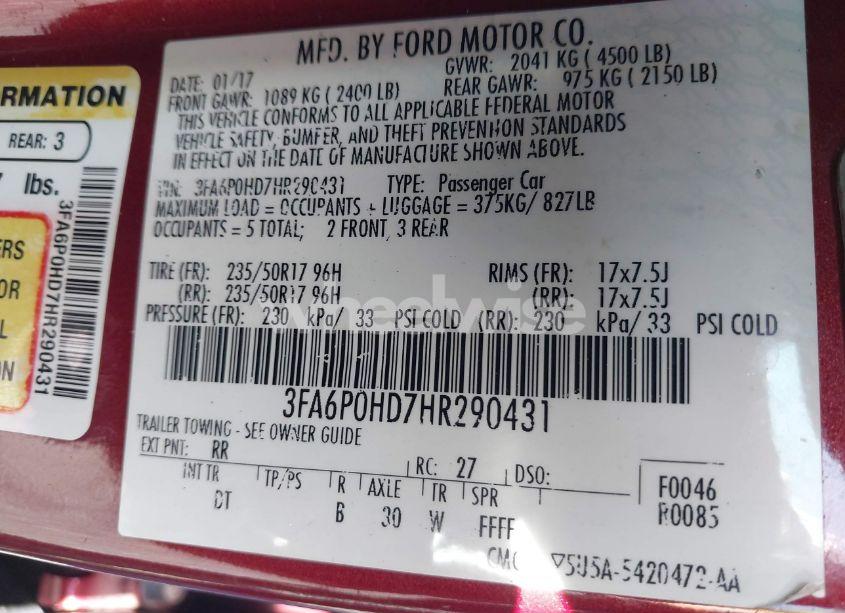 MFD. BY FORD MOTOR CO.
DATE: 01/17 GVWR: 2041 KG ( 4500 LB)
FRONT GAWR: 1089 KG ( 2400 LB) REAR GAWR: 975 KG ( 2150 LB)
THIS VEHICLE CONFORMS TO ALL APPLICABLE FEDERAL MOTOR
VEHICLE SAFETY, BUMPER, AND THEFT PREVENTION STANDARDS
IN EFFECT ON THE DATE OF MANUFACTURE SHOWN ABOVE.
VIN: 3FA6P0HD7HR290431 TYPE: Passenger Car
MAXIMUM LOAD = OCCUPANTS + LUGGAGE = 375KG/ 827LB
OCCUPANTS = 5 TOTAL; 2 FRONT, 3 REAR
TIRE (FR): 235/50R17 96H RIMS (FR): 17x7.5J
(RR): 235/50R17 96H (RR): 17x7.5J
PRESSURE (FR): 230 kPa/ 33 PSI COLD (RR): 230 kPa/ 33 PSI COLD
3FA6P0HD7HR290431
TRAILER TOWING - SEE OWNER GUIDE
EXT PNT: RR RC: 27 DSO:
INT TR TP/PS R AXLE TR SPR
DT B 30 W FFFF
F0046
R0085
5U5A-5420472-AA
ORMATION
REAR: 3
lbs.
ERS
OR
L
ON
3FA6P0HD7HR290431
wheelwise